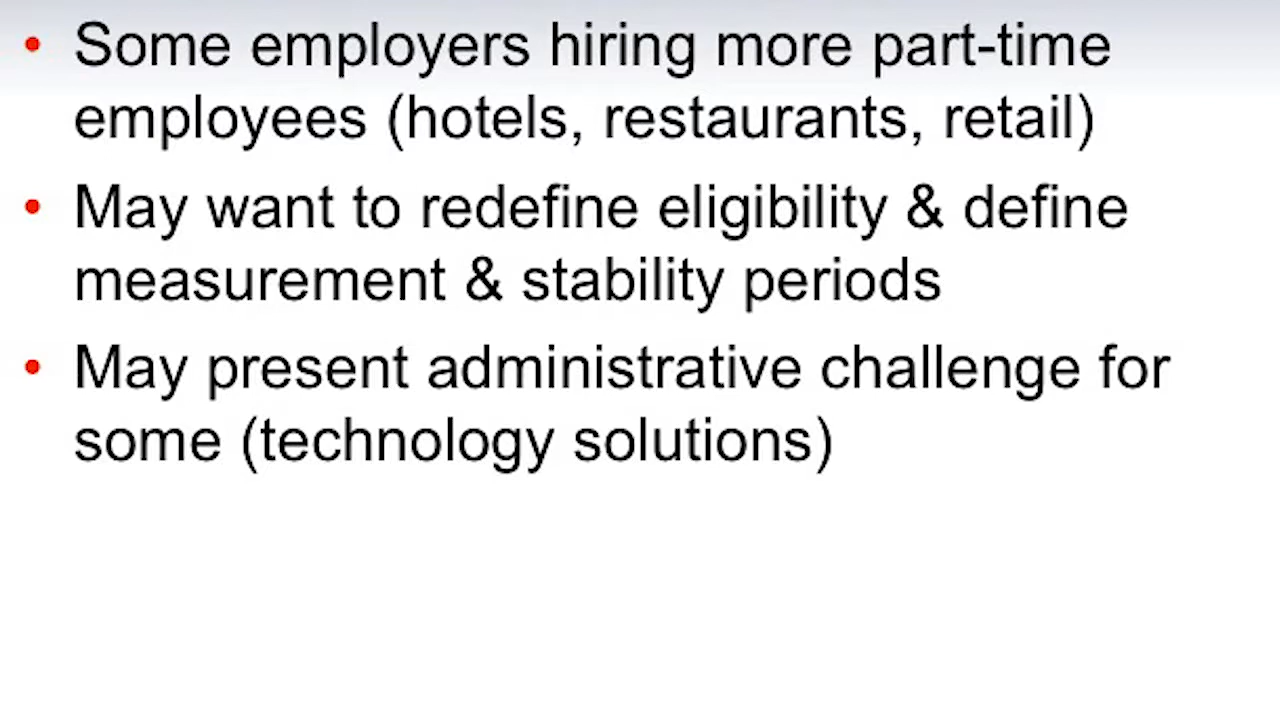 • Some employers hiring more part-time
employees (hotels, restaurants, retail)
• May want to redefine eligibility & define
measurement & stability periods
• May present administrative challenge for
some (technology solutions)